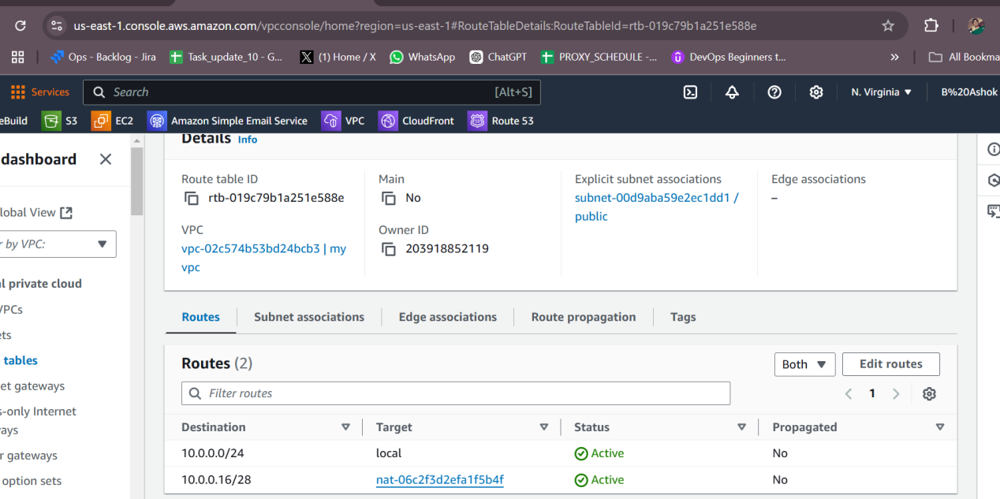 us-east-1.console.aws.amazon.com/vpcconsole/home?region=us-east-1#RouteTableDetails:RouteTableId=rtb-019c79b1a251e588e
Ops - Backlog - Jira Task_update_10 - G... (1) Home / X WhatsApp ChatGPT PROXY_SCHEDULE -... DevOps Beginners t... » All Bookma
Services Search [Alt+S] N. Virginia B%20Ashok
eBuild S3 EC2 Amazon Simple Email Service VPC CloudFront Route 53
dashboard
lobal View
r by VPC:
l private cloud
VPCs
ets
tables
et gateways
s-only Internet
ays
r gateways
option sets
Details Info
Route table ID
rtb-019c79b1a251e588e
Main
No
Explicit subnet associations
subnet-00d9aba59e2ec1dd1 /
public
Edge associations
–
VPC
vpc-02c574b53bd24bcb3 | my
vpc
Owner ID
203918852119
Routes Subnet associations Edge associations Route propagation Tags
Routes (2) Both Edit routes
Filter routes 1
Destination Target Status Propagated
10.0.0.0/24 local Active No
10.0.0.16/28 nat-06c2f3d2efa1f5b4f Active No